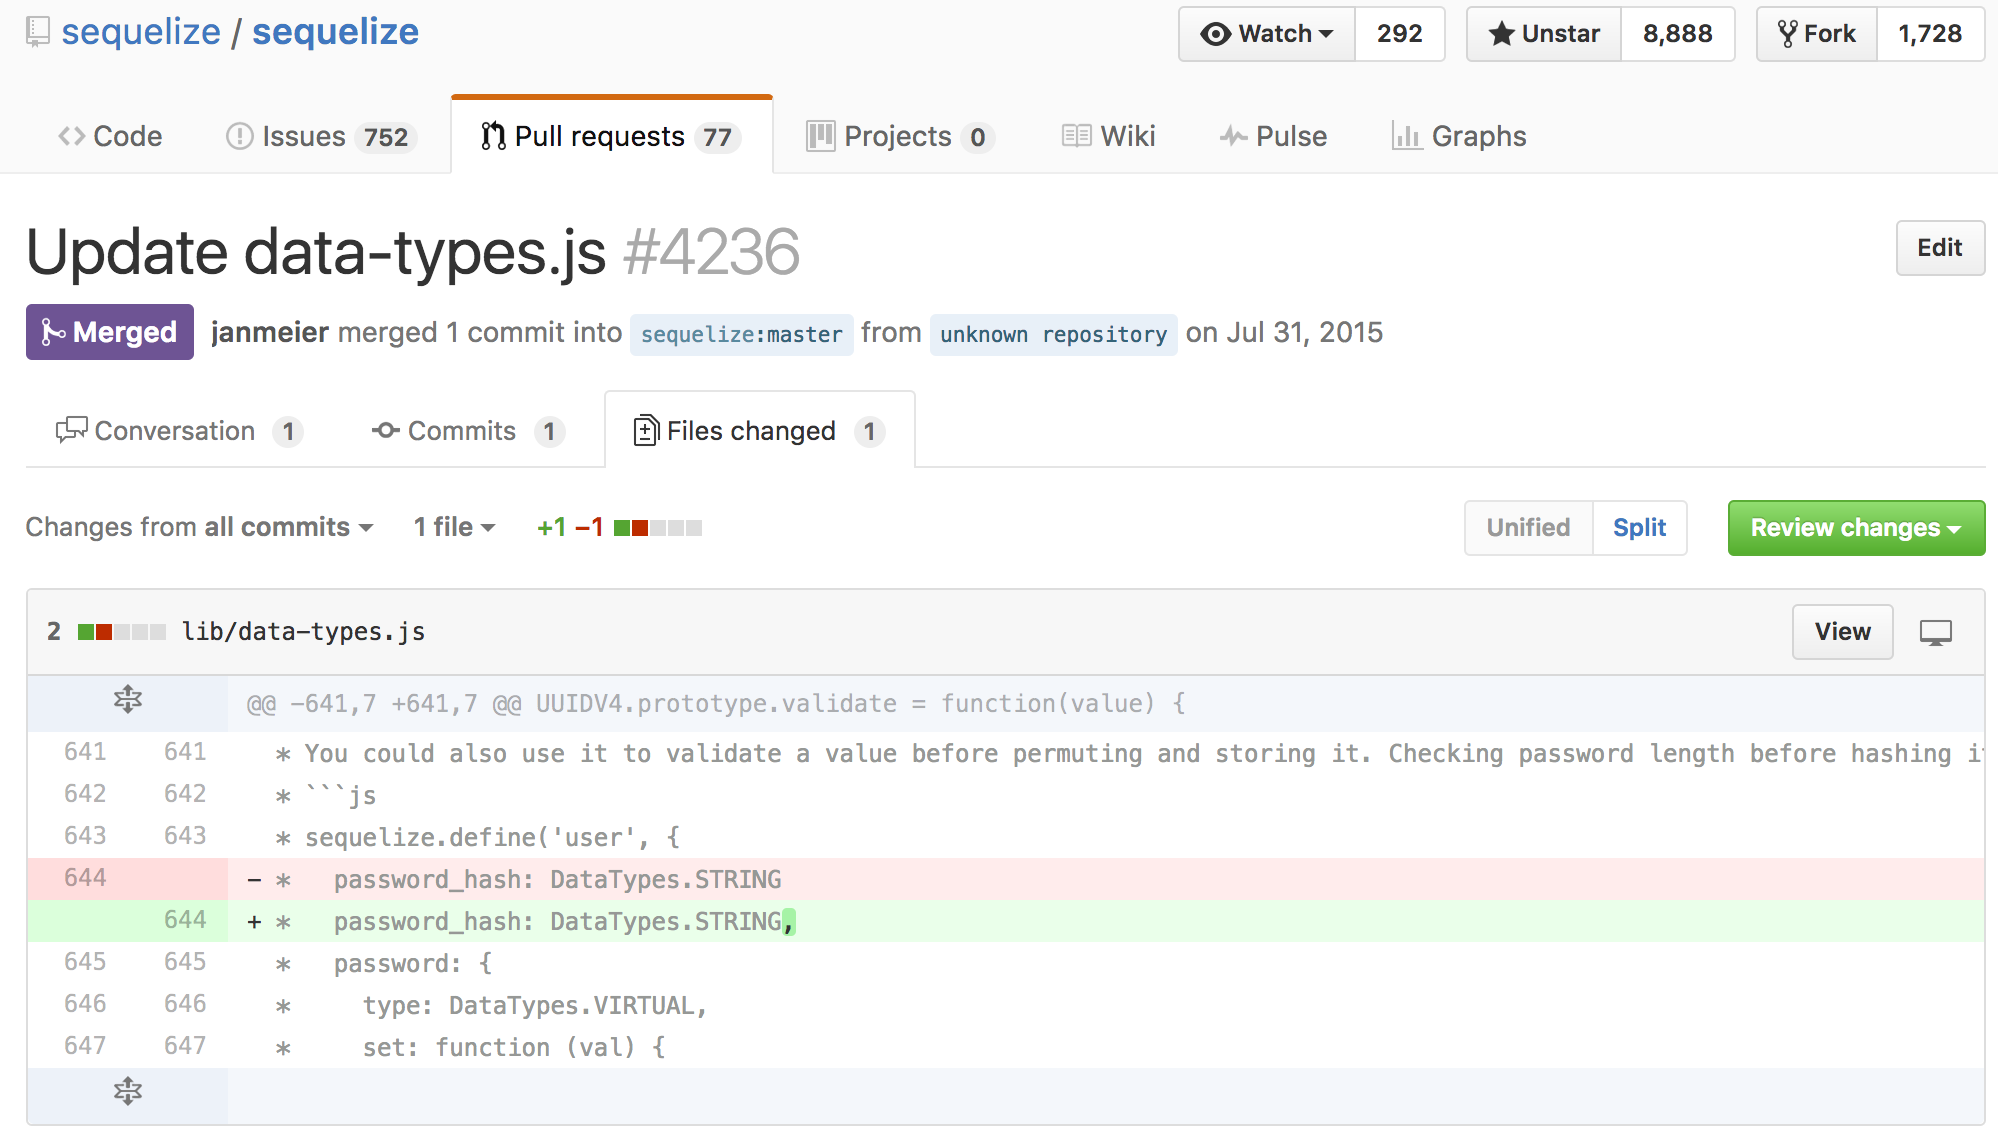 sequelize / sequelize
Watch 292 Unstar 8,888 Fork 1,728
Code Issues 752 Pull requests 77 Projects 0 Wiki Pulse Graphs
Update data-types.js #4236
Edit
Merged janmeier merged 1 commit into sequelize:master from unknown repository on Jul 31, 2015
Conversation 1 Commits 1 Files changed 1
Changes from all commits 1 file +1 −1 Unified Split Review changes
2 lib/data-types.js View
@@ -641,7 +641,7 @@ UUIDV4.prototype.validate = function(value) {
641 641 * You could also use it to validate a value before permuting and storing it. Checking password length before hashing it
642 642 * ```js
643 643 * sequelize.define('user', {
644 - * password_hash: DataTypes.STRING
644 + * password_hash: DataTypes.STRING,
645 645 * password: {
646 646 * type: DataTypes.VIRTUAL,
647 647 * set: function (val) {